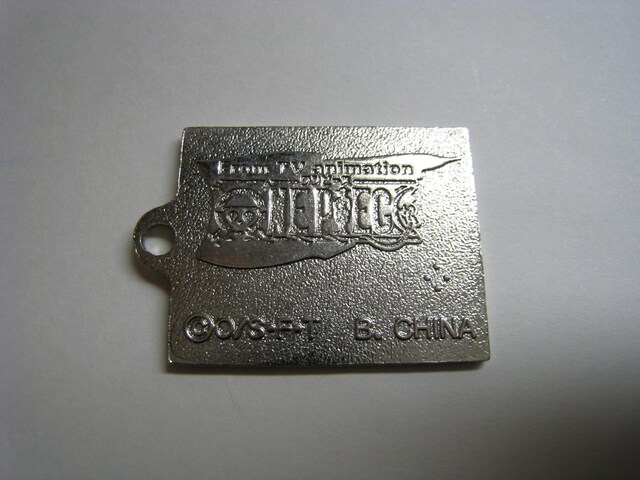 From TV animation
ONE PIECE
©O/S·F·T B. CHINA